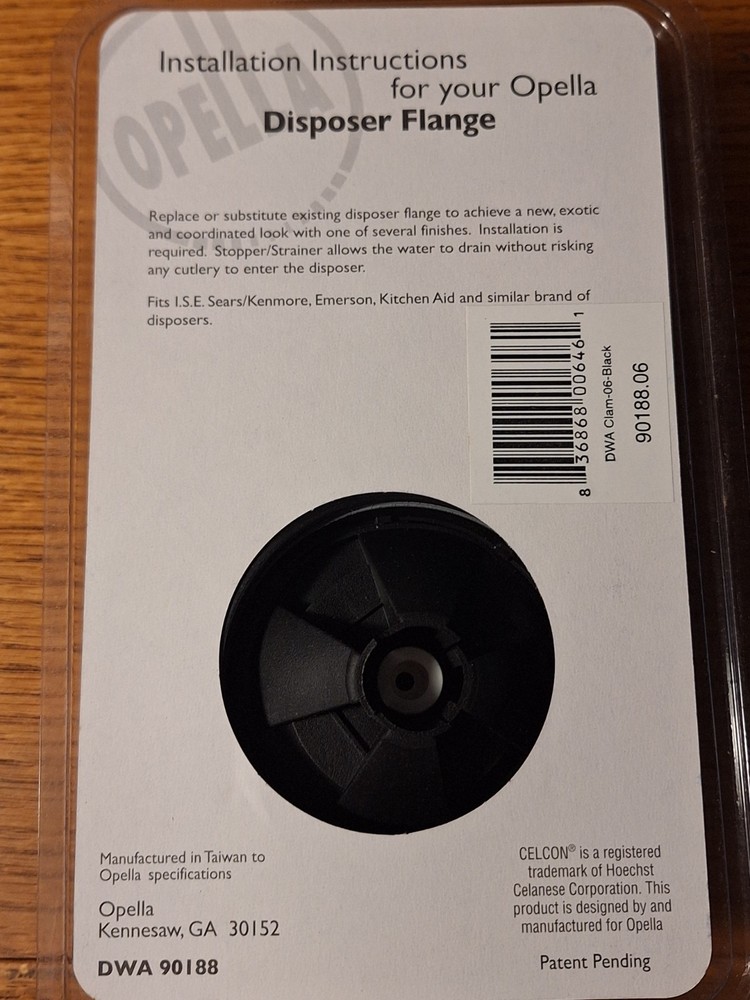 OPELLA
Installation Instructions
for your Opella
Disposer Flange
Replace or substitute existing disposer flange to achieve a new, exotic
and coordinated look with one of several finishes. Installation is
required. Stopper/Strainer allows the water to drain without risking
any cutlery to enter the disposer.
Fits I.S.E. Sears/Kenmore, Emerson, Kitchen Aid and similar brand of
disposers.
8 36868 00646 1
DWA Clam-06-Black
90188.06
Manufactured in Taiwan to
Opella specifications
Opella
Kennesaw, GA 30152
DWA 90188
CELCON® is a registered
trademark of Hoechst
Celanese Corporation. This
product is designed by and
manufactured for Opella
Patent Pending